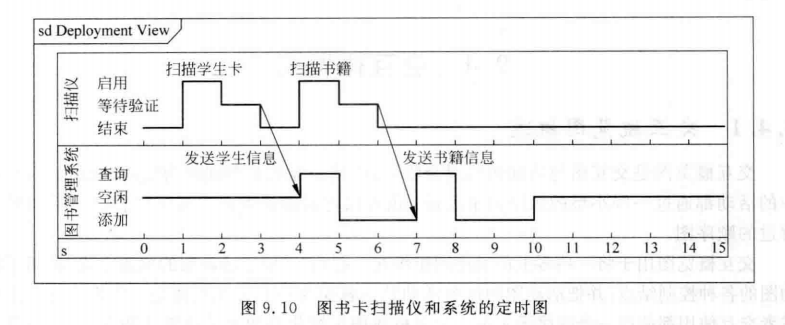 sd Deployment View
扫描学生卡 扫描书籍
扫描仪
启用
等待验证
结束
发送学生信息 发送书籍信息
图书管理系统
查询
空闲
添加
s 0 1 2 3 4 5 6 7 8 9 10 11 12 13 14 15
图 9.10 图书卡扫描仪和系统的定时图